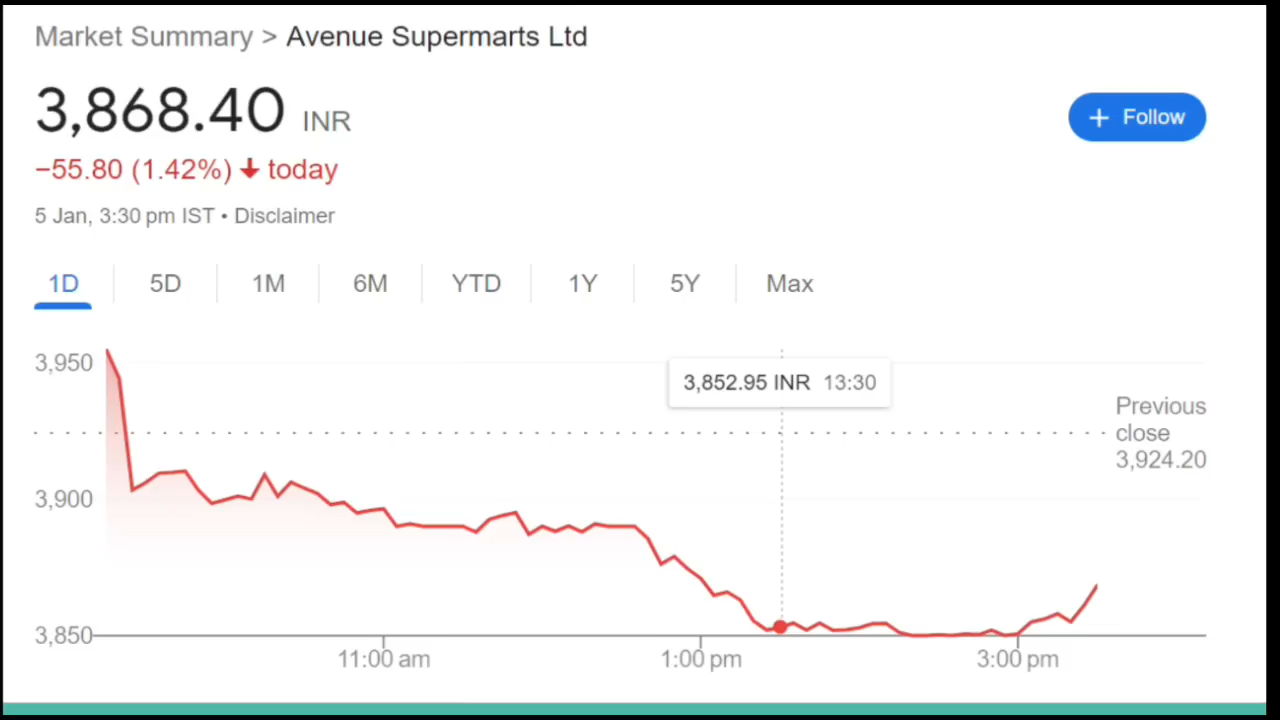 Market Summary > Avenue Supermarts Ltd
3,868.40 INR
+ Follow
−55.80 (1.42%) ↓ today
5 Jan, 3:30 pm IST • Disclaimer
1D 5D 1M 6M YTD 1Y 5Y Max
3,950
3,852.95 INR 13:30
Previous
close
3,924.20
3,900
3,850
11:00 am 1:00 pm 3:00 pm